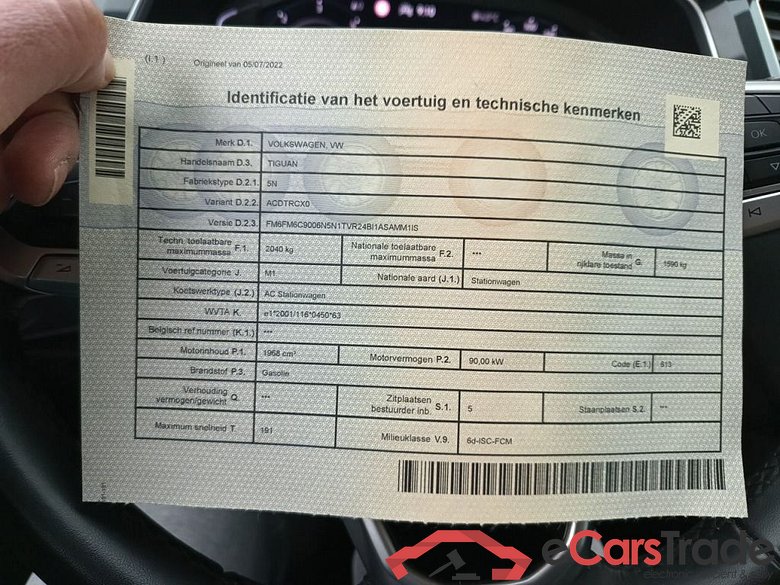 9:10
OK
(I.1) Origineel van 05/07/2022
Identificatie van het voertuig en technische kenmerken
Merk D.1. VOLKSWAGEN, VW
Handelsnaam D.3. TIGUAN
Fabriekstype D.2.1. 5N
Variant D.2.2. ACDTRCX0
Versie D.2.3. FM6FM6C9006N5N1TVR24BI1ASAMM1IS
Techn. toelaatbare maximummassa F.1. 2040 kg Nationale toelaatbare maximummassa F.2. *** Massa in rijklare toestand G. 1590 kg
Voertuigcategorie J. M1 Nationale aard (J.1.) Stationwagen
Koetswerktype (J.2.) AC Stationwagen
WVTA K. e1*2001/116*0450*63
Belgisch ref nummer (K.1.) ***
Motorinhoud P.1. 1968 cm³ Motorvermogen P.2. 90,00 kW Code (E.1.) 513
Brandstof P.3. Gasolie
Verhouding vermogen/gewicht Q. *** Zitplaatsen bestuurder inb. S.1. 5 Staanplaatsen S.2. ***
Maximum snelheid T. 191 Milieuklasse V.9. 6d-ISC-FCM
eCarsTrade